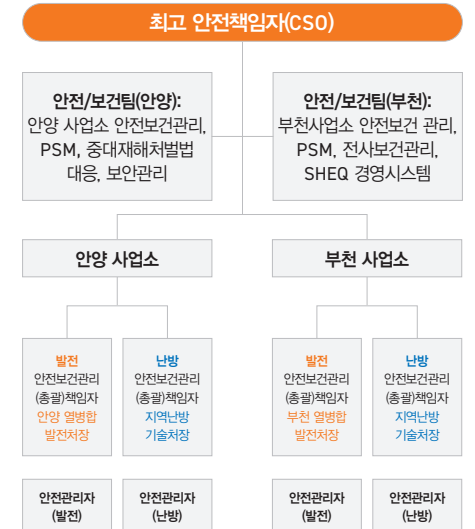 최고 안전책임자(CSO)
안전/보건팀(안양):
안양 사업소 안전보건관리,
PSM, 중대재해처벌법
대응, 보안관리
안전/보건팀(부천):
부천사업소 안전보건 관리,
PSM, 전사보건관리,
SHEQ 경영시스템
안양 사업소
부천 사업소
발전
안전보건관리
(총괄)책임자
안양 열병합
발전처장
난방
안전보건관리
(총괄)책임자
지역난방
기술처장
발전
안전보건관리
(총괄)책임자
부천 열병합
발전처장
난방
안전보건관리
(총괄)책임자
지역난방
기술처장
안전관리자
(발전)
안전관리자
(난방)
안전관리자
(발전)
안전관리자
(난방)